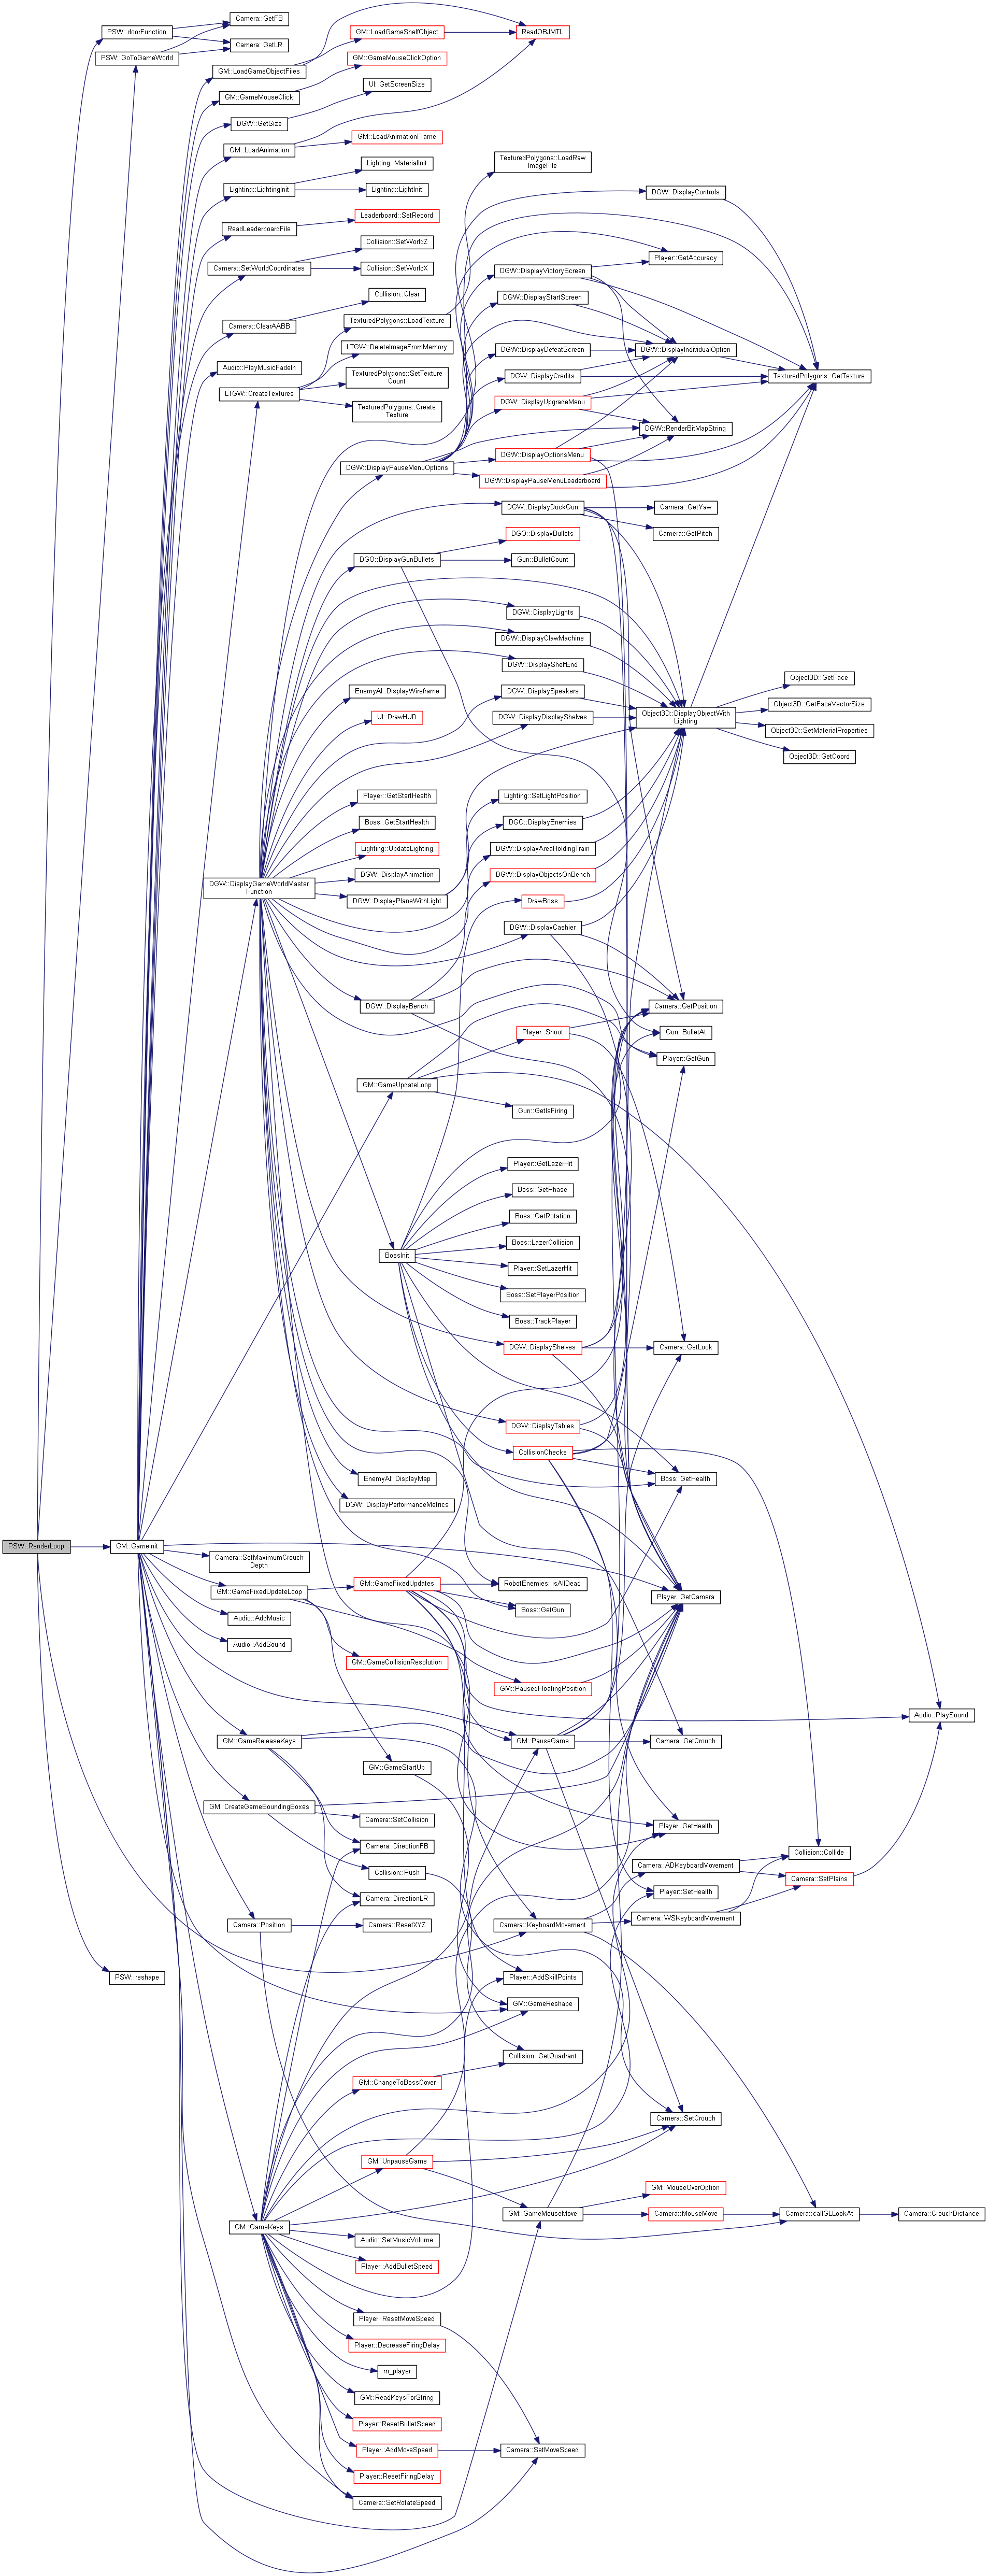 Camera::GetFB
PSW::doorFunction
Camera::GetLR
PSW::GoToGameWorld
GM::LoadGameShelfObject
ReadOBJMTL
GM::LoadGameObjectFiles
GM::GameMouseClickOption
UI::GetScreenSize
GM::GameMouseClick
DGW::GetSize
GM::LoadAnimationFrame
GM::LoadAnimation
TexturedPolygons::LoadRaw
ImageFile
Lighting::MaterialInit
Lighting::LightingInit
Lighting::LightInit
DGW::DisplayControls
Leaderboard::SetRecord
ReadLeaderboardFile
Collision::SetWorldZ
Player::GetAccuracy
Camera::SetWorldCoordinates
Collision::SetWorldX
DGW::DisplayVictoryScreen
Collision::Clear
DGW::DisplayStartScreen
TexturedPolygons::LoadTexture
Camera::ClearAABB
LTGW::DeleteImageFromMemory
DGW::DisplayDefeatScreen
DGW::DisplayIndividualOption
Audio::PlayMusicFadeIn
TexturedPolygons::SetTexture
Count
DGW::DisplayCredits
TexturedPolygons::GetTexture
LTGW::CreateTextures
TexturedPolygons::Create
Texture
DGW::DisplayUpgradeMenu
DGW::RenderBitMapString
DGW::DisplayOptionsMenu
DGW::DisplayPauseMenuOptions
DGW::DisplayPauseMenuLeaderboard
DGW::DisplayDuckGun
Camera::GetYaw
DGO::DisplayBullets
Camera::GetPitch
DGO::DisplayGunBullets
Gun::BulletCount
DGW::DisplayLights
DGW::DisplayClawMachine
DGW::DisplayShelfEnd
Object3D::GetFace
EnemyAI::DisplayWireframe
DGW::DisplaySpeakers
Object3D::GetFaceVectorSize
UI::DrawHUD
DGW::DisplayDisplayShelves
Object3D::DisplayObjectWith
Lighting
Object3D::SetMaterialProperties
Object3D::GetCoord
Player::GetStartHealth
Lighting::SetLightPosition
Boss::GetStartHealth
DGO::DisplayEnemies
Lighting::UpdateLighting
DGW::DisplayAreaHoldingTrain
DGW::DisplayAnimation
DGW::DisplayObjectsOnBench
DGW::DisplayGameWorldMaster
Function
DGW::DisplayPlaneWithLight
DrawBoss
DGW::DisplayCashier
DGW::DisplayBench
Camera::GetPosition
Player::Shoot
Gun::BulletAt
Player::GetGun
GM::GameUpdateLoop
Gun::GetIsFiring
Player::GetLazerHit
Boss::GetPhase
Boss::GetRotation
Boss::LazerCollision
BossInit
Player::SetLazerHit
Boss::SetPlayerPosition
Boss::TrackPlayer
DGW::DisplayShelves
Camera::GetLook
DGW::DisplayTables
CollisionChecks
EnemyAI::DisplayMap
Boss::GetHealth
DGW::DisplayPerformanceMetrics
PSW::RenderLoop
GM::GameInit
Camera::SetMaximumCrouch
Depth
GM::GameFixedUpdates
RobotEnemies::isAllDead
GM::GameFixedUpdateLoop
Player::GetCamera
Boss::GetGun
Audio::AddMusic
Audio::AddSound
GM::GameCollisionResolution
GM::PausedFloatingPosition
Audio::PlaySound
GM::GameReleaseKeys
GM::PauseGame
Camera::GetCrouch
GM::GameStartUp
GM::CreateGameBoundingBoxes
Camera::SetCollision
Player::GetHealth
Camera::DirectionFB
Collision::Collide
Camera::ADKeyboardMovement
Collision::Push
Camera::SetPlains
Player::SetHealth
Camera::DirectionLR
Camera::WSKeyboardMovement
Camera::Position
Camera::ResetXYZ
Camera::KeyboardMovement
PSW::reshape
Player::AddSkillPoints
GM::GameReshape
Collision::GetQuadrant
GM::ChangeToBossCover
Camera::SetCrouch
GM::UnpauseGame
GM::MouseOverOption
GM::GameMouseMove
Camera::MouseMove
Camera::callGLLookAt
Camera::CrouchDistance
GM::GameKeys
Audio::SetMusicVolume
Player::AddBulletSpeed
Player::ResetMoveSpeed
Player::DecreaseFiringDelay
m_player
GM::ReadKeysForString
Player::ResetBulletSpeed
Player::AddMoveSpeed
Camera::SetMoveSpeed
Player::ResetFiringDelay
Camera::SetRotateSpeed